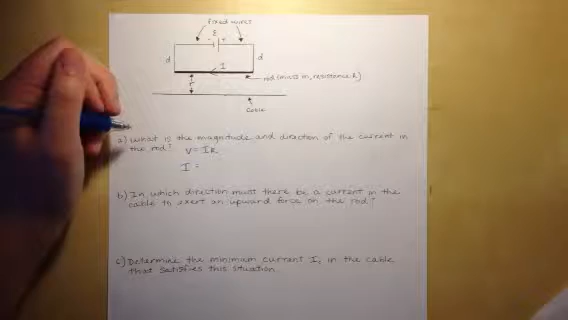 fixed wires
ε
- +
d d
I
rod (mass m, resistance R)
r
cable
a) What is the magnitude and direction of the current in
the rod? V = IR
I =
b) In which direction must there be a current in the
cable to exert an upward force on the rod?
c) Determine the minimum current I, in the cable
that satisfies this situation.